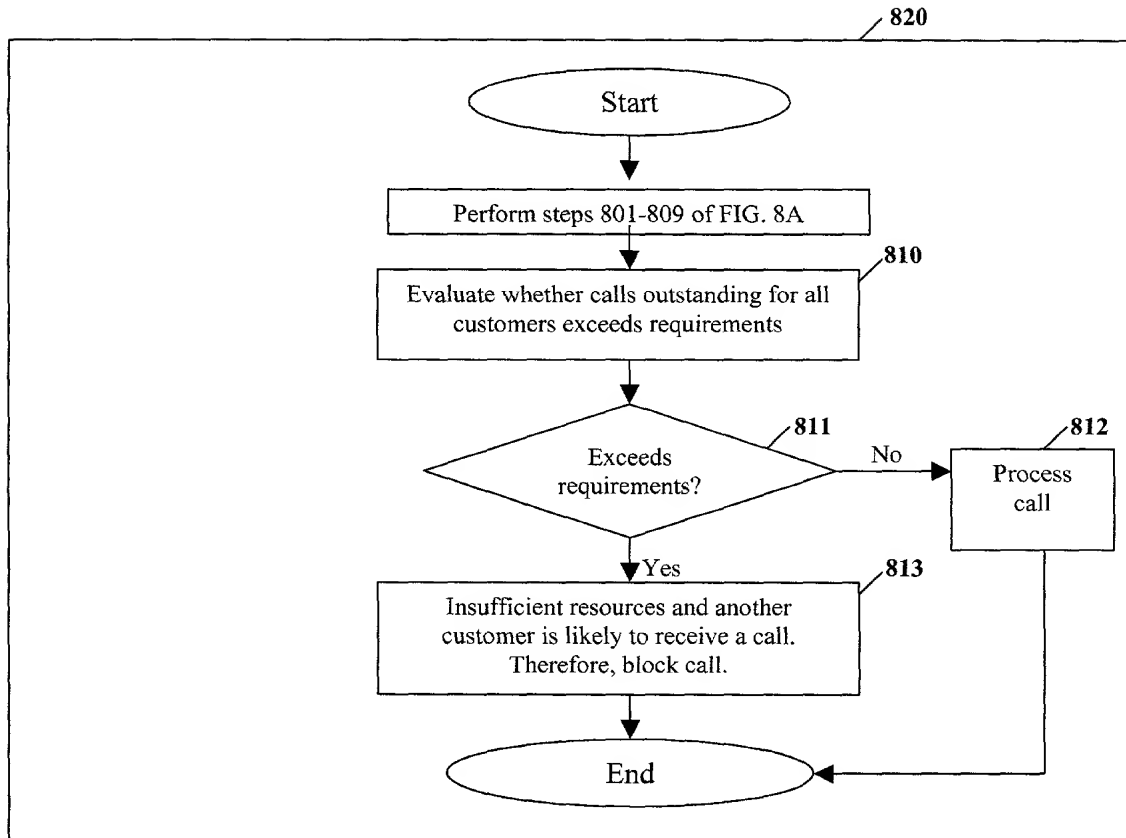 820
Start
Perform steps 801-809 of FIG. 8A
810
Evaluate whether calls outstanding for all
customers exceeds requirements
811
812
Exceeds
requirements?
No
Process
call
Yes
813
Insufficient resources and another
customer is likely to receive a call.
Therefore, block call.
End